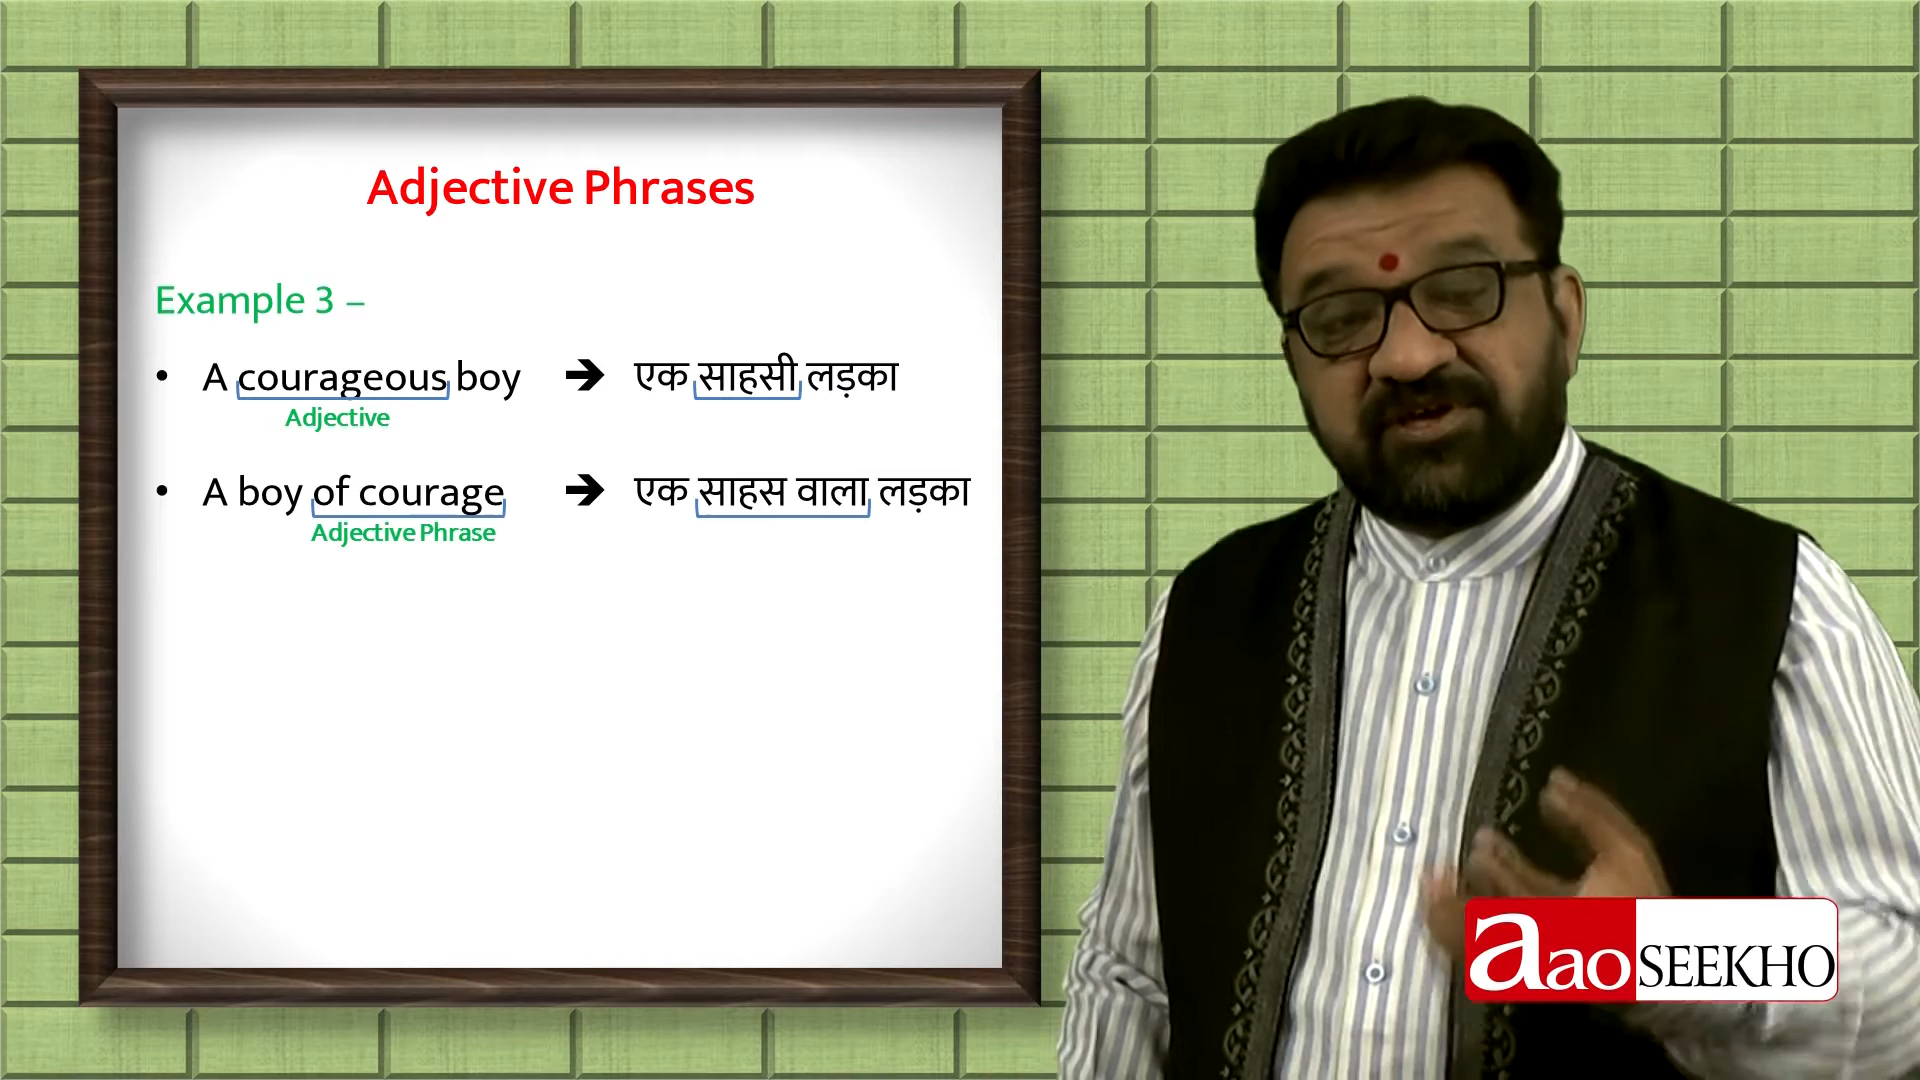 Adjective Phrases
Example 3 –
• A courageous boy ➔ एक साहसी लड़का
Adjective
• A boy of courage ➔ एक साहस वाला लड़का
Adjective Phrase
aao SEEKHO